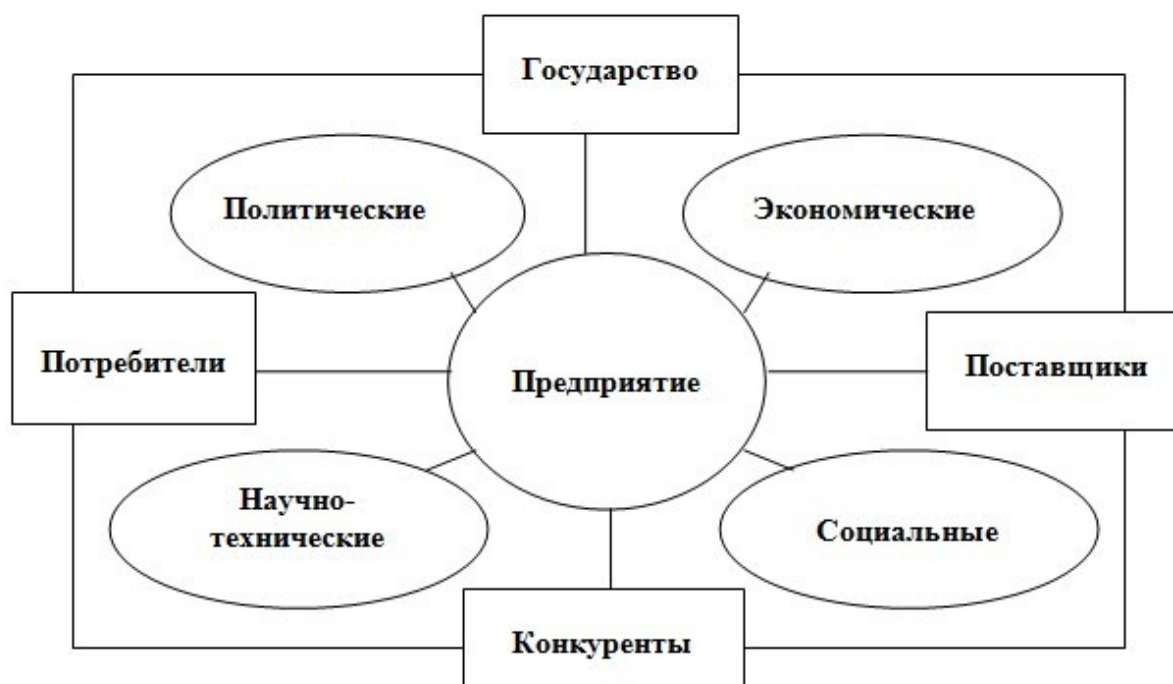 Государство
Политические
Экономические
Потребители
Предприятие
Поставщики
Научно-
технические
Социальные
Конкуренты